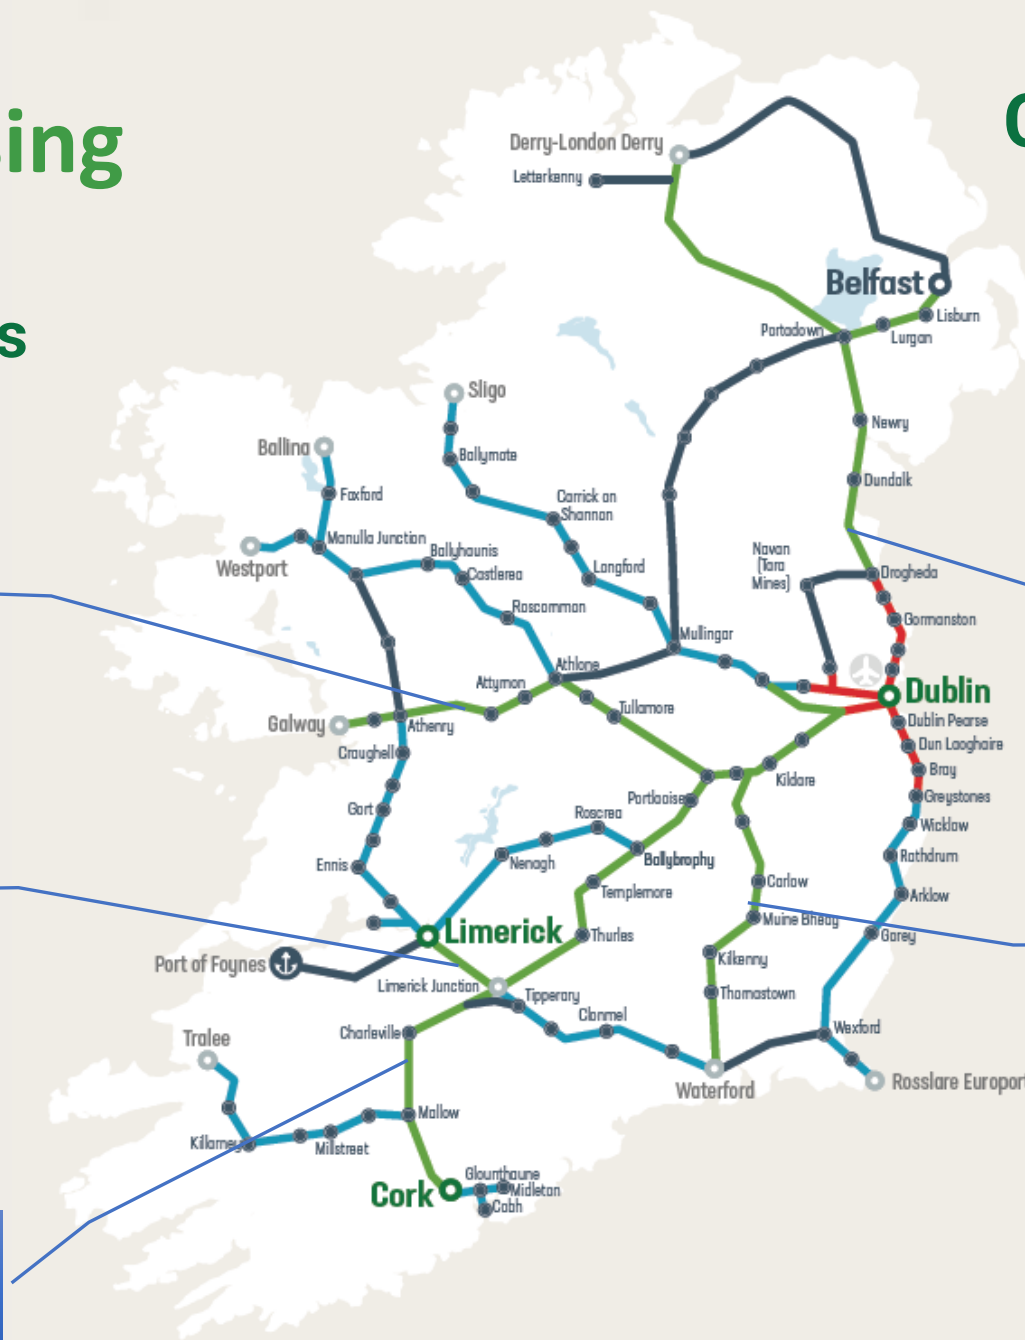 sing
C
s
Derry-London Derry
Letterkenny
Belfast
Lisburn
Portadown
Lurgan
Sligo
Newry
Ballina
Ballymote
Dundalk
Foxford
Carrick on
Shannon
Manulla Junction
Ballyhaunis
Navan
(Tara
Mines)
Westport
Castlerea
Longford
Drogheda
Roscommon
Gormanston
Mullingar
Athlone
Attymon
Dublin
Tullamore
Galway
Athenry
Dublin Pearse
Craughell
Dun Laoghaire
Bray
Kildare
Portlaoise
Greystones
Gort
Roscrea
Wicklow
Nenagh
Ballybrophy
Rathdrum
Ennis
Carlow
Templemore
Arklow
Muine Bheag
Limerick
Thurles
Gorey
Port of Foynes
Kilkenny
Limerick Junction
Tipperary
Thomastown
Clonmel
Charleville
Wexford
Tralee
Waterford
Rosslare Europort
Mallow
Killarney
Millstreet
Glounthaune
Cork
Midleton
Cobh